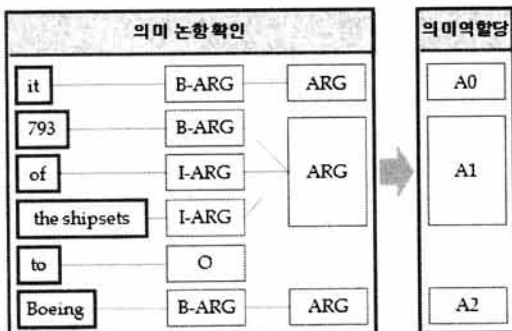 의미 논항 확인 의미역할당
it B-ARG ARG A0
793 B-ARG
of I-ARG ARG A1
the shipsets I-ARG
to O
Boeing B-ARG ARG A2